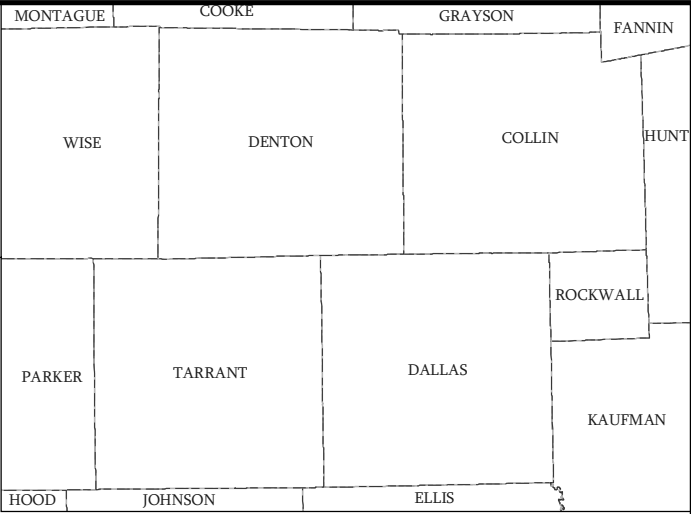 MONTAGUE
COOKE
GRAYSON
FANNIN
WISE
DENTON
COLLIN
HUNT
ROCKWALL
PARKER
TARRANT
DALLAS
KAUFMAN
HOOD
JOHNSON
ELLIS